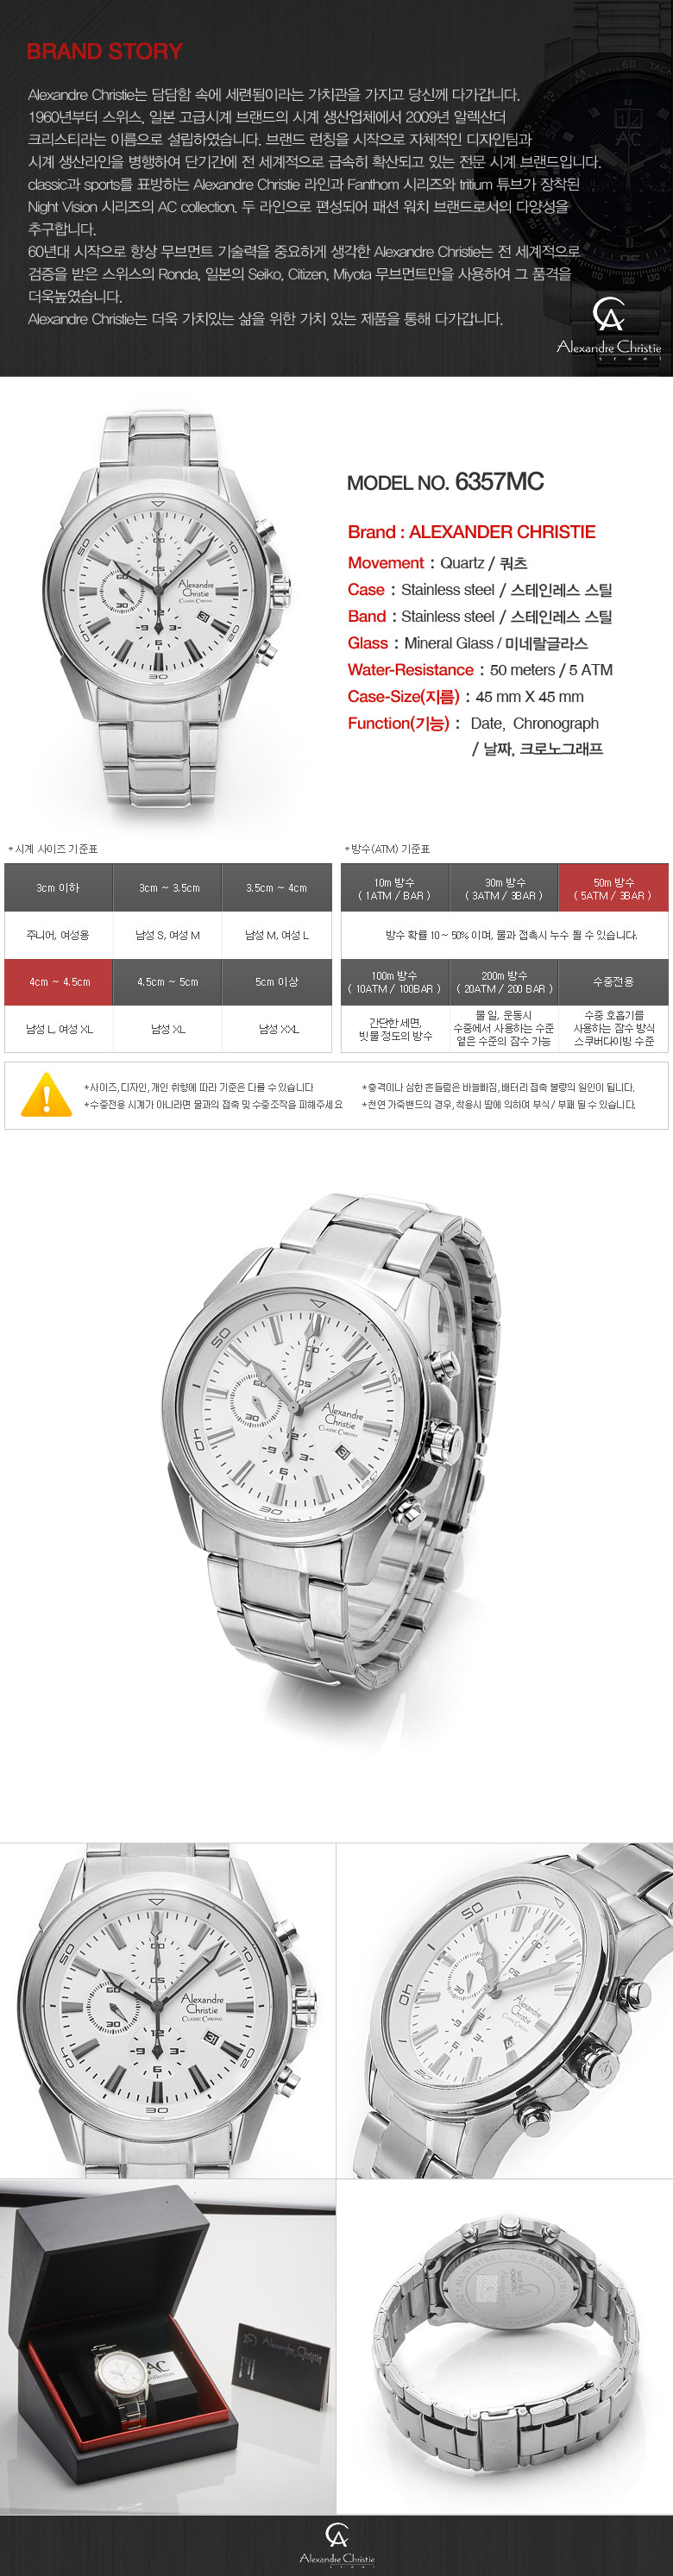 BRAND STORY
Alexandre Christie는 담담함 속에 세련됨이라는 가치관을 가지고 당신께 다가갑니다.
1960년부터 스위스, 일본 고급시계 브랜드의 시계 생산업체에서 2009년 알렉산더
크리스티라는 이름으로 설립하였습니다. 브랜드 런칭을 시작으로 자체적인 디자인팀과
시계 생산라인을 병행하여 단기간에 전 세계적으로 급속히 확산되고 있는 전문 시계 브랜드입니다.
classic과 sports를 표방하는 Alexandre Christie 라인과 Fanthom 시리즈와 tritium 튜브가 장착된
Night Vision 시리즈의 AC collection, 두 라인으로 편성되어 패션 워치 브랜드로서의 다양성을
추구합니다.
60년대 시작으로 향상 무브먼트 기술력을 중요하게 생각한 Alexandre Christie는 전 세계적으로
검증을 받은 스위스의 Ronda, 일본의 Seiko, Citizen, Miyota 무브먼트만을 사용하여 그 품격을
더욱높였습니다.
Alexandre Christie는 더욱 가치있는 삶을 위한 가치 있는 제품을 통해 다가갑니다.
Alexandre Christie
steel
MODEL NO. 6357MC
Brand : ALEXANDER CHRISTIE
Movement : Quartz / 쿼츠
Case : Stainless steel / 스테인레스 스틸
Band : Stainless steel / 스테인레스 스틸
Glass : Mineral Glass / 미네랄글라스
Water-Resistance : 50 meters / 5 ATM
Case-Size(지름) : 45 mm X 45 mm
Function(기능) : Date, Chronograph
/ 날짜, 크로노그래프
Alexandre
Christie
CLASSIC CHRONO
*시계 사이즈 기준표
3cm 이하 3cm ~ 3.5cm 3.5cm ~ 4cm
주니어, 여성용 남성 S, 여성 M 남성 M, 여성 L
4cm ~ 4.5cm 4.5cm ~ 5cm 5cm 이상
남성 L, 여성 XL 남성 XL 남성 XXL
*방수(ATM) 기준표
10m 방수 30m 방수 50m 방수
( 1ATM / BAR ) ( 3ATM / 3BAR ) ( 5ATM / 3BAR )
방수 확률 10 ~ 50% 이며, 물과 접촉시 누수 될 수 있습니다.
100m 방수 200m 방수 수중전용
( 10ATM / 100BAR ) ( 20ATM / 200 BAR )
간단한 세면, 빗물 정도의 방수
물 일, 운동시 수중에서 사용하는 수준 옅은 수준의 잠수 가능
수중 호흡기를 사용하는 잠수 방식 스쿠버다이빙 수준
*사이즈, 디자인, 개인 취향에 따라 기준은 다를 수 있습니다
*수중전용 시계가 아니라면 물과의 접촉 및 수중조작을 피해주세요
*충격이나 심한 흔들림은 바늘빠짐, 배터리 접촉 불량의 원인이 됩니다.
*천연 가죽밴드의 경우, 착용시 땀에 의하여 부식 / 부패 될 수 있습니다.
Alexandre
Christie
CLASSIC CHRONO
Alexandre
Christie
CLASSIC CHRONO
Alexandre
Christie
AC
Alexandre Christie
Alexandre Christie
steel